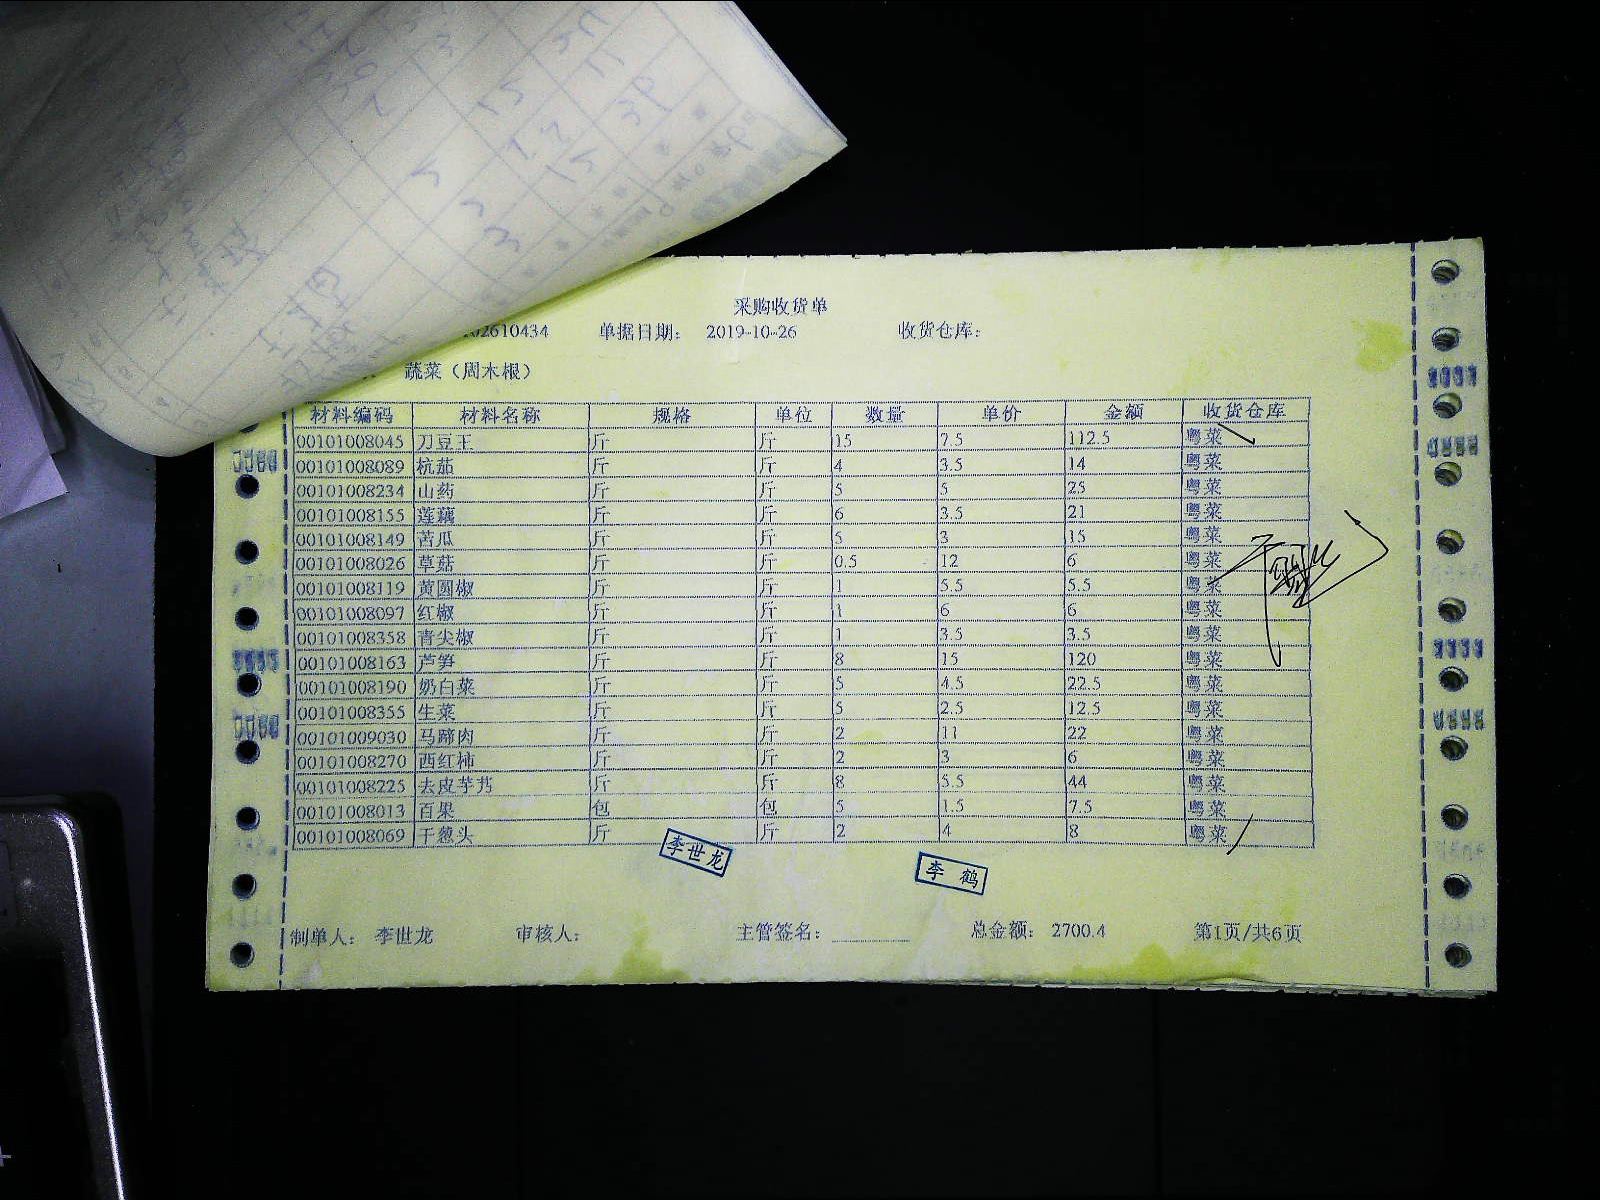 采购收货单
02610434 单据日期： 2019-10-26 收货仓库：
蔬菜（周木根）
材料编码 材料名称 规格 单位 数量 单价 金额 收货仓库
00101008045 刀豆王 斤 斤 15 7.5 112.5 粤菜
00101008089 杭茄 斤 斤 4 3.5 14 粤菜
00101008234 山药 斤 斤 5 5 25 粤菜
00101008155 莲藕 斤 斤 6 3.5 21 粤菜
00101008149 苦瓜 斤 斤 5 3 15 粤菜
00101008026 草菇 斤 斤 0.5 12 6 粤菜
00101008119 黄圆椒 斤 斤 1 5.5 5.5 粤菜
00101008097 红椒 斤 斤 1 6 6 粤菜
00101008358 青尖椒 斤 斤 1 3.5 3.5 粤菜
00101008163 芦笋 斤 斤 8 15 120 粤菜
00101008190 奶白菜 斤 斤 5 4.5 22.5 粤菜
00101008355 生菜 斤 斤 5 2.5 12.5 粤菜
00101009030 马蹄肉 斤 斤 2 11 22 粤菜
00101008270 西红柿 斤 斤 2 3 6 粤菜
00101008225 去皮芋艿 斤 斤 8 5.5 44 粤菜
00101008013 百果 包 包 5 1.5 7.5 粤菜
00101008069 干葱头 斤 斤 2 4 8 粤菜
李世龙 李鹤
制单人： 李世龙 审核人： 主管签名： 总金额： 2700.4 第1页/共6页